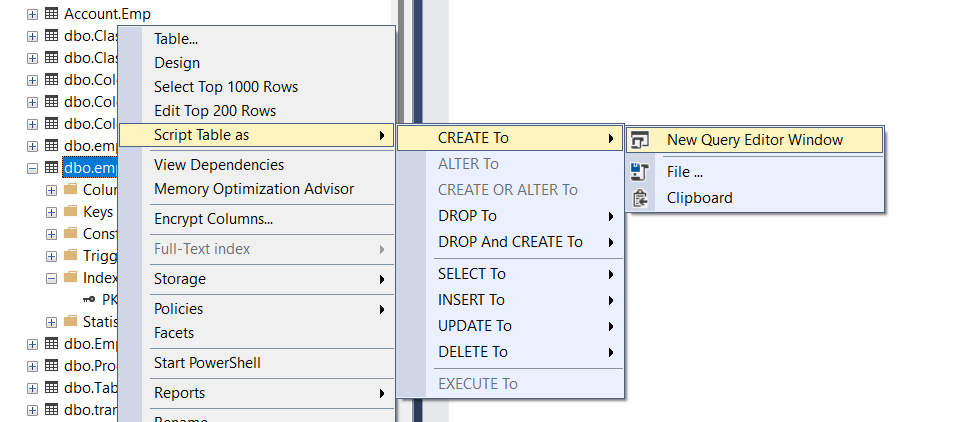 Account.Emp
dbo.Clas
dbo.Clas
dbo.Col
dbo.Col
dbo.Col
dbo.emp
dbo.emp
Colum
Keys
Const
Trigg
Index
PK
Statis
dbo.Emp
dbo.Pro
dbo.Tab
dbo.tran
Table...
Design
Select Top 1000 Rows
Edit Top 200 Rows
Script Table as
View Dependencies
Memory Optimization Advisor
Encrypt Columns...
Full-Text index
Storage
Policies
Facets
Start PowerShell
Reports
Rename
CREATE To
ALTER To
CREATE OR ALTER To
DROP To
DROP And CREATE To
SELECT To
INSERT To
UPDATE To
DELETE To
EXECUTE To
New Query Editor Window
File ...
Clipboard